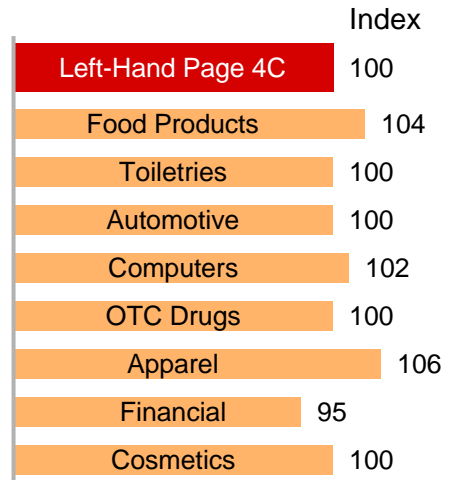 Index
Left-Hand Page 4C 100
Food Products 104
Toiletries 100
Automotive 100
Computers 102
OTC Drugs 100
Apparel 106
Financial 95
Cosmetics 100